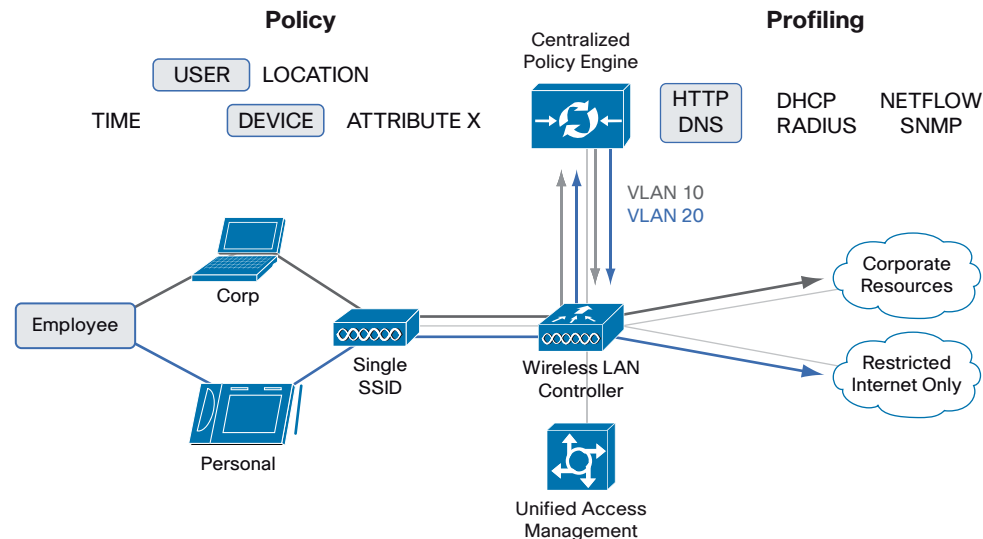 Policy
Profiling
Centralized
Policy Engine
USER LOCATION
TIME DEVICE ATTRIBUTE X
HTTP DHCP NETFLOW
DNS RADIUS SNMP
VLAN 10
VLAN 20
Corp
Employee
Single
SSID
Wireless LAN
Controller
Corporate
Resources
Restricted
Internet Only
Personal
Unified Access
Management